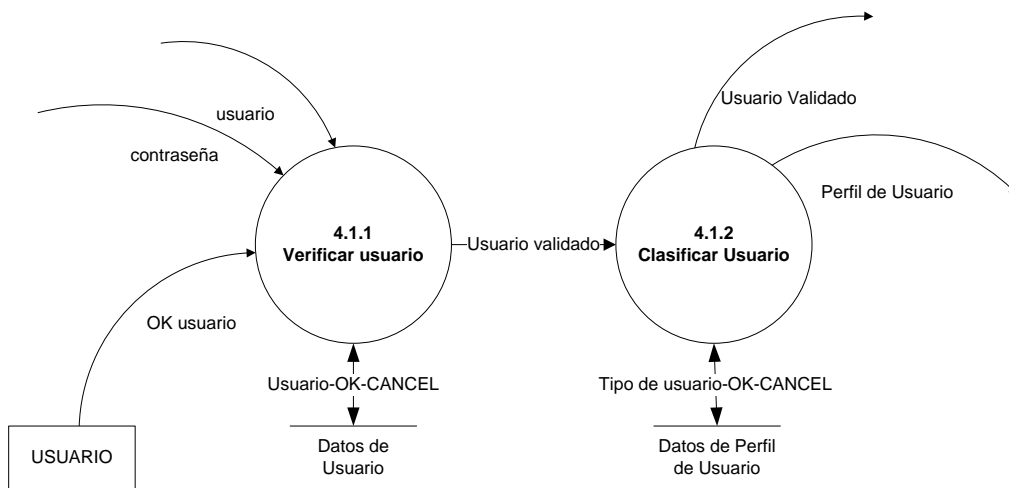 usuario
contraseña
OK usuario
USUARIO
4.1.1
Verificar usuario
Usuario-OK-CANCEL
Datos de
Usuario
Usuario validado
4.1.2
Clasificar Usuario
Tipo de usuario-OK-CANCEL
Datos de Perfil
de Usuario
Usuario Validado
Perfil de Usuario